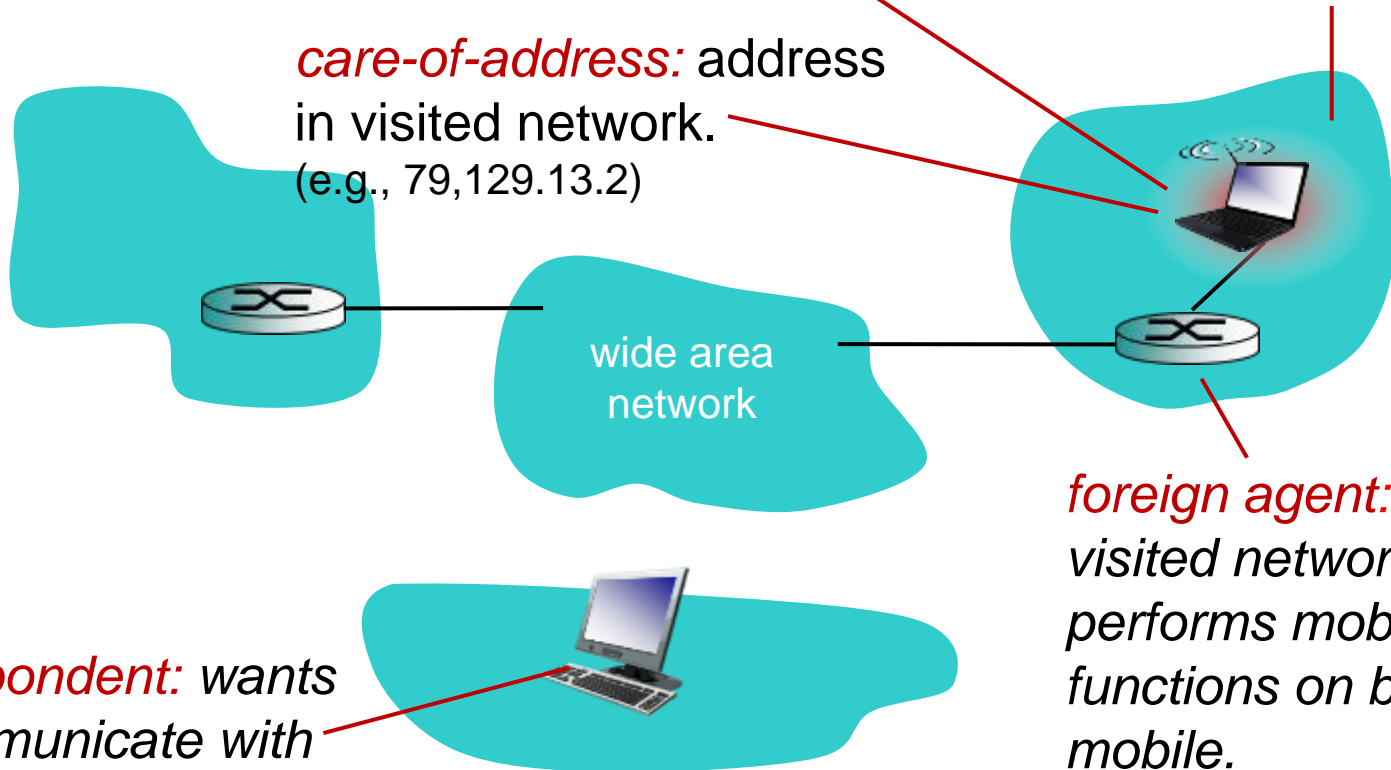 care-of-address: address
in visited network.
(e.g., 79,129.13.2)
wide area
network
foreign agent:
visited networ
performs mob
functions on b
mobile.
pondent: wants
municate with